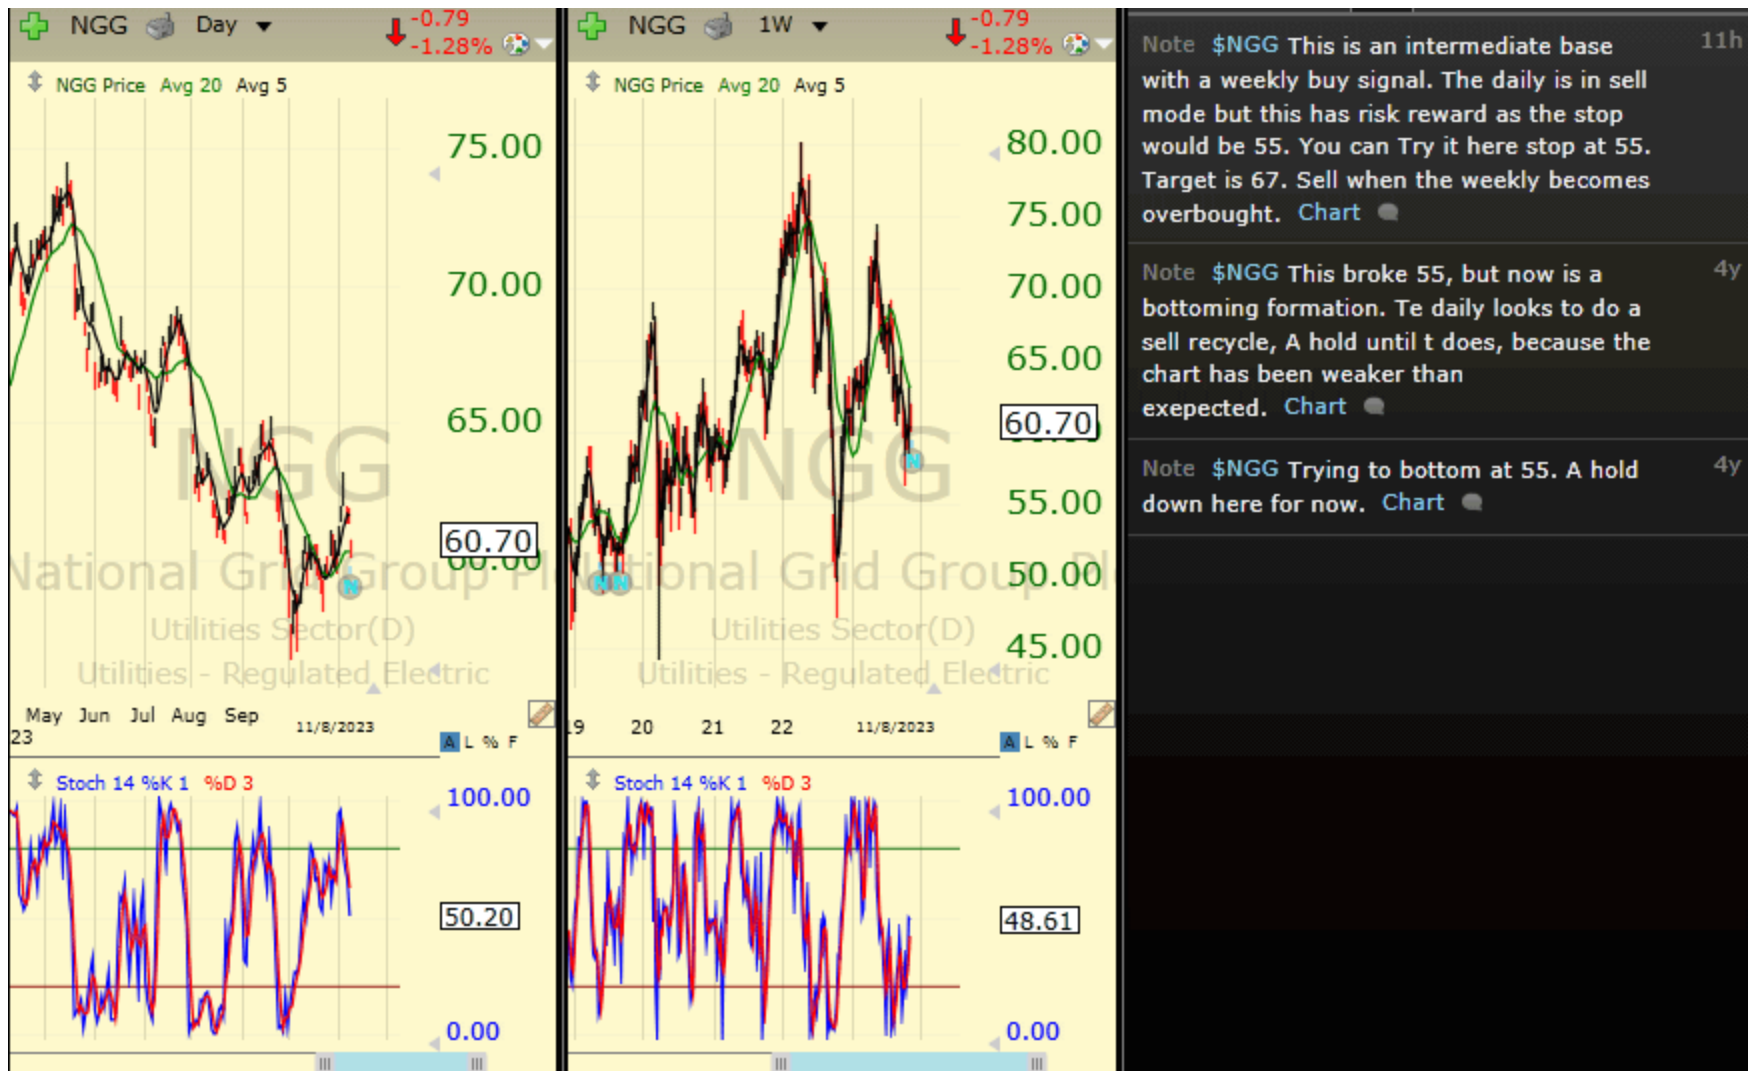 NGG Day -0.79
-1.28%
NGG Price Avg 20 Avg 5
75.00
70.00
65.00
60.70
60.00
NGG
National Grid Group Pl
Utilities Sector(D)
Utilities - Regulated Electric
N
May Jun Jul Aug Sep 11/8/2023
23
A L % F
Stoch 14 %K 1 %D 3
100.00
50.20
0.00
NGG 1W -0.79
-1.28%
NGG Price Avg 20 Avg 5
80.00
75.00
70.00
65.00
60.70
55.00
50.00
45.00
NGG
National Grid Group Pl
Utilities Sector(D)
Utilities - Regulated Electric
N N
N
19 20 21 22 11/8/2023
A L % F
Stoch 14 %K 1 %D 3
100.00
48.61
0.00
Note $NGG This is an intermediate base 11h
with a weekly buy signal. The daily is in sell
mode but this has risk reward as the stop
would be 55. You can Try it here stop at 55.
Target is 67. Sell when the weekly becomes
overbought. Chart
Note $NGG This broke 55, but now is a 4y
bottoming formation. Te daily looks to do a
sell recycle, A hold until t does, because the
chart has been weaker than
exepected. Chart
Note $NGG Trying to bottom at 55. A hold 4y
down here for now. Chart